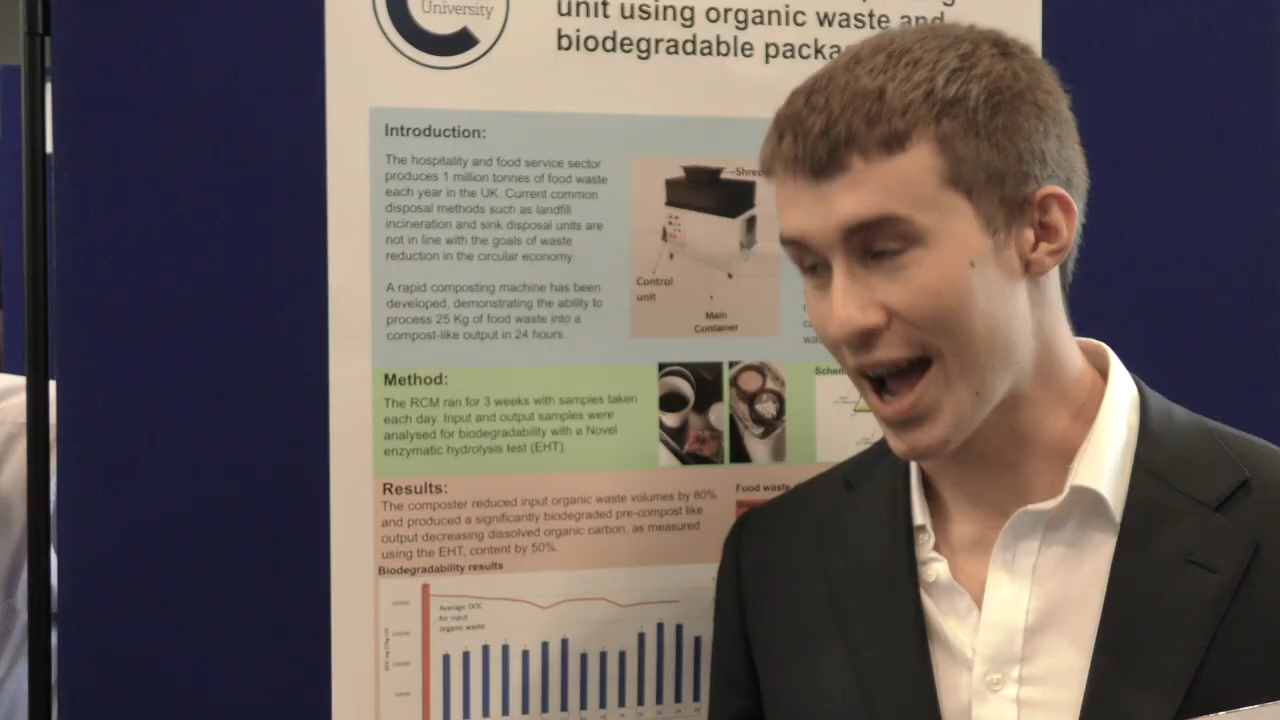 University
unit using organic waste and
biodegradable packa
Introduction:
The hospitality and food service sector
produces 1 million tonnes of food waste
each year in the UK. Current common
disposal methods such as landfill
incineration and sink disposal units are
not in line with the goals of waste
reduction in the circular economy.
A rapid composting machine has been
developed, demonstrating the ability to
process 25 Kg of food waste into a
compost-like output in 24 hours.
Shred
Control
unit
Main
Container
Method:
The RCM ran for 3 weeks with samples taken
each day. Input and output samples were
analysed for biodegradability with a Novel
enzymatic hydrolysis test (EHT)
Schem
Results:
The composter reduced input organic waste volumes by 80%
and produced a significantly biodegraded pre-compost like
output decreasing dissolved organic carbon, as measured
using the EHT, content by 50%.
Food waste
Biodegradability results
Average DOC
for input
organic waste